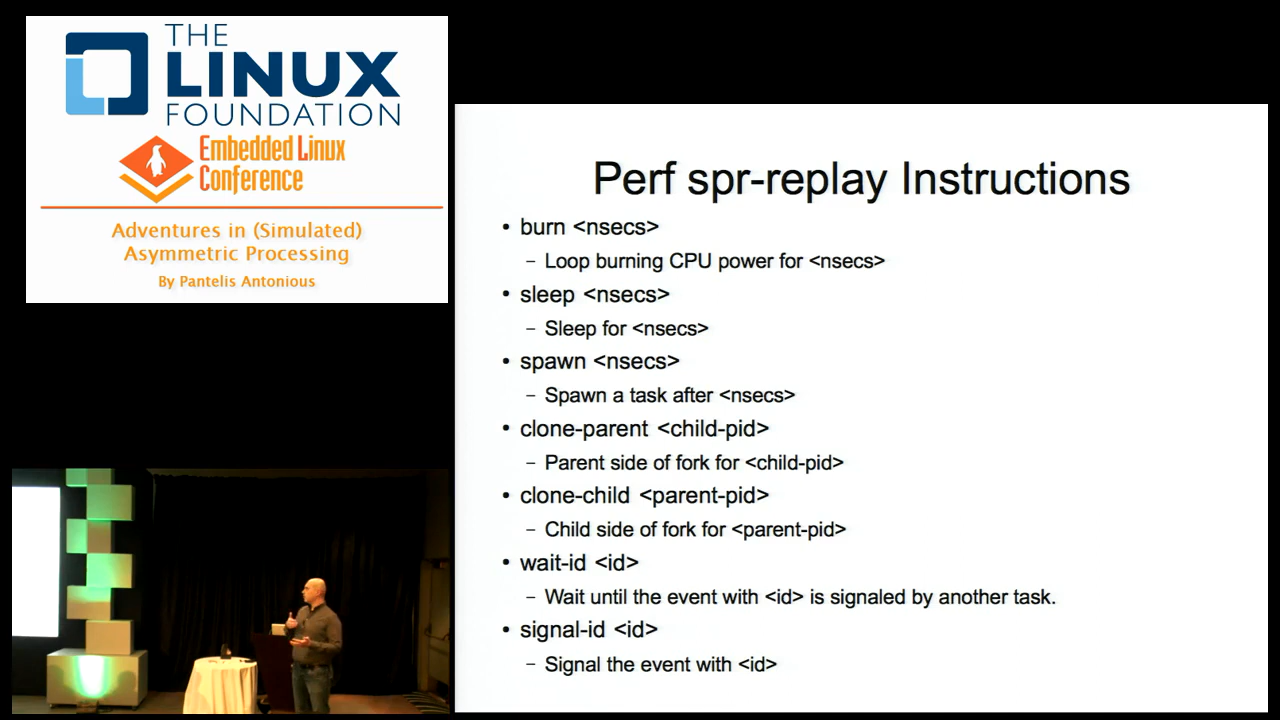 THE
LINUX
FOUNDATION
Embedded Linux
Conference
Adventures in (Simulated)
Asymmetric Processing
By Pantelis Antonious
Perf spr-replay Instructions
• burn <nsecs>
– Loop burning CPU power for <nsecs>
• sleep <nsecs>
– Sleep for <nsecs>
• spawn <nsecs>
– Spawn a task after <nsecs>
• clone-parent <child-pid>
– Parent side of fork for <child-pid>
• clone-child <parent-pid>
– Child side of fork for <parent-pid>
• wait-id <id>
– Wait until the event with <id> is signaled by another task.
• signal-id <id>
– Signal the event with <id>